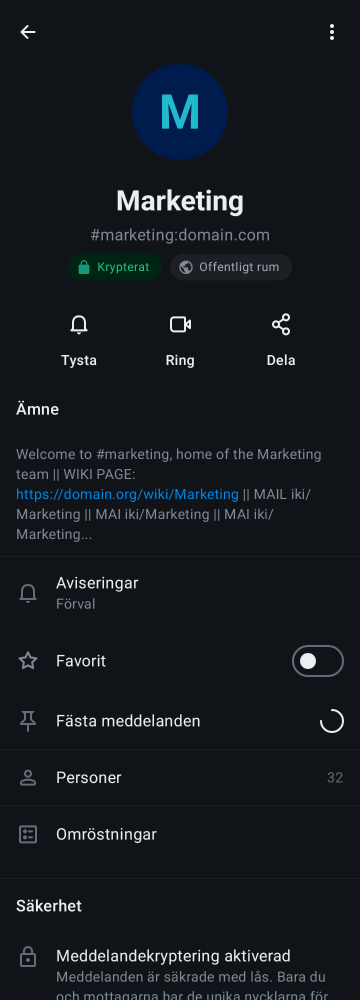 M
Marketing
#marketing:domain.com
Krypterat
Offentligt rum
Tysta
Ring
Dela
Ämne
Welcome to #marketing, home of the Marketing
team || WIKI PAGE:
https://domain.org/wiki/Marketing || MAIL iki/
Marketing || MAI iki/Marketing || MAI iki/
Marketing...
Aviseringar
Förval
Favorit
Fästa meddelanden
Personer 32
Omröstningar
Säkerhet
Meddelandekryptering aktiverad
Meddelanden är säkrade med lås. Bara du
och mottagarna har de unika nycklarna för